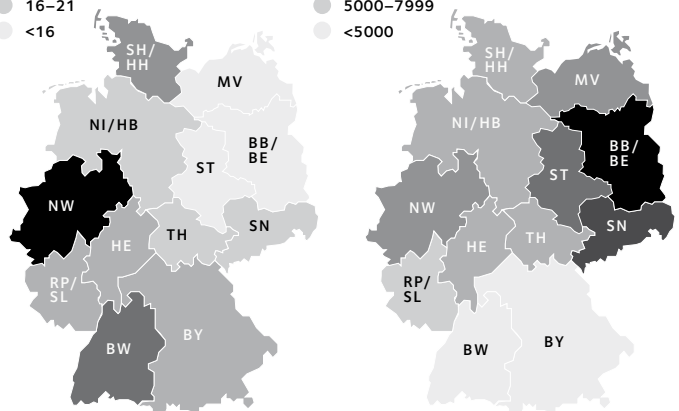 16–21
<16
SH/
HH
MV
NI/HB
BB/
BE
ST
NW
SN
TH
HE
RP/
SL
BW
BY
5000–7999
<5000
SH/
HH
MV
NI/HB
BB/
BE
ST
NW
SN
TH
HE
RP/
SL
BW
BY